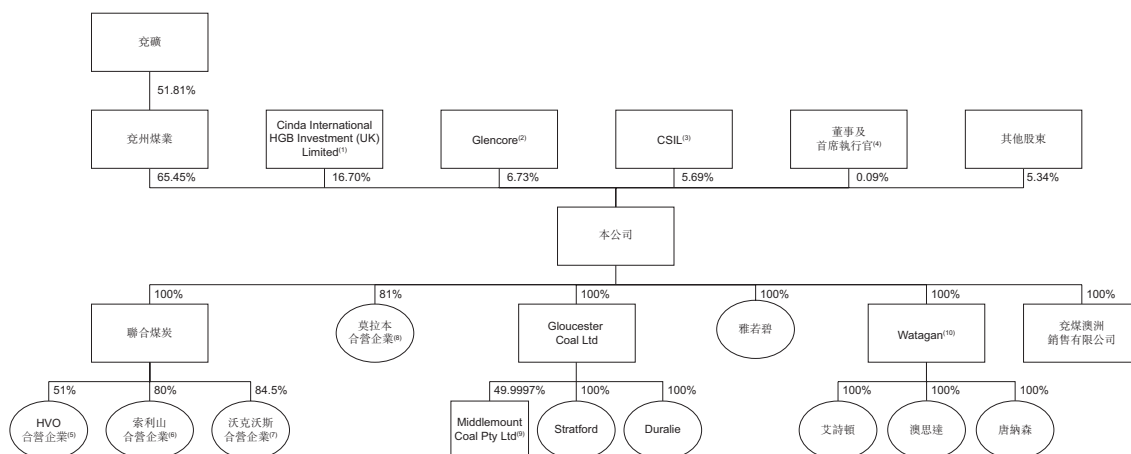 兗礦
51.81%
兗州煤業
Cinda International
HGB Investment (UK)
Limited(1)
Glencore(2)
CSIL(3)
董事及
首席執行官(4)
其他股東
65.45%
16.70%
6.73%
5.69%
0.09%
5.34%
本公司
100%
81%
100%
100%
100%
100%
聯合煤炭
莫拉本
合營企業(8)
Gloucester
Coal Ltd
雅若碧
Watagan(10)
兗煤澳洲
銷售有限公司
51%
80%
84.5%
49.9997%
100%
100%
100%
100%
100%
HVO
合營企業(5)
索利山
合營企業(6)
沃克沃斯
合營企業(7)
Middlemount
Coal Pty Ltd(9)
Stratford
Duralie
艾詩頓
澳思達
唐納森